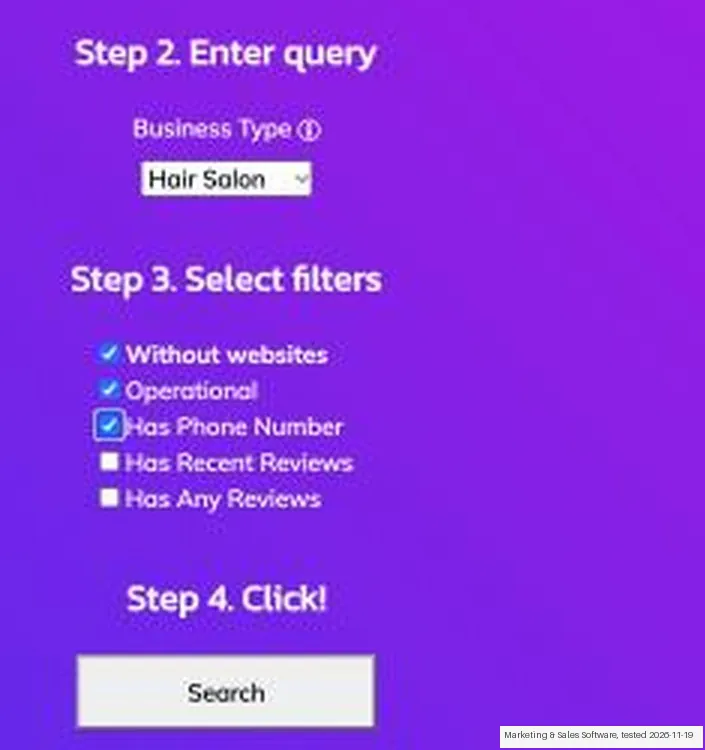 Step 2. Enter query
Business Type
Hair Salon
Step 3. Select filters
Without websites
Operational
Has Phone Number
Has Recent Reviews
Has Any Reviews
Step 4. Click!
Search
Marketing & Sales Software, tested 2026-11-19